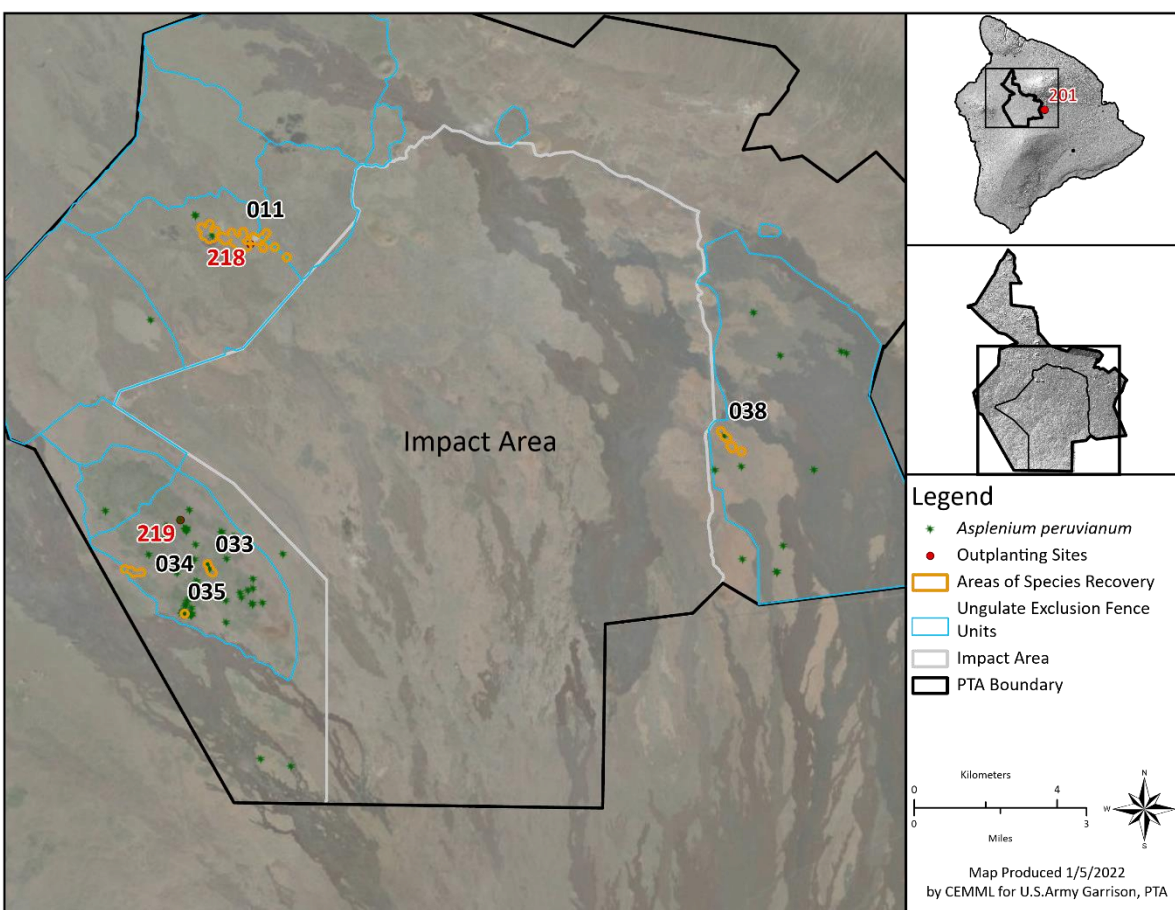 201
011
218
038
Impact Area
219
033
034
035
Legend
Asplenium peruvianum
Outplanting Sites
Areas of Species Recovery
Ungulate Exclusion Fence
Units
Impact Area
PTA Boundary
Kilometers
0 4
0 3
Miles
N
W
S
Map Produced 1/5/2022
by CEMML for U.S.Army Garrison, PTA